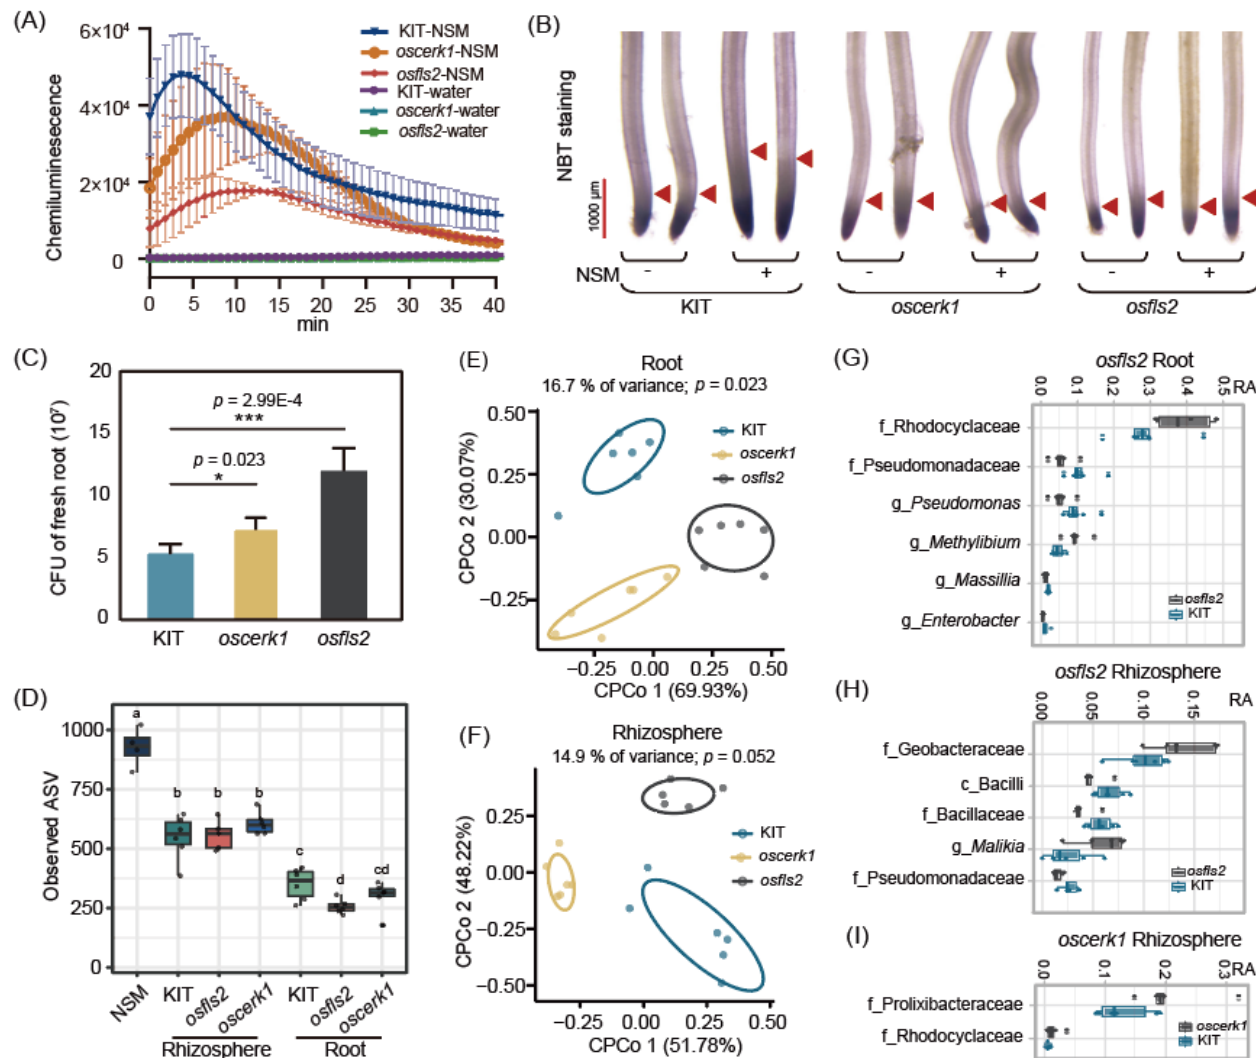 (A)
6×10⁴
4×10⁴
2×10⁴
0
Chemiluminesecence
0 5 10 15 20 25 30 35 40
min
KIT-NSM
oscerk1-NSM
osfls2-NSM
KIT-water
oscerk1-water
osfls2-water
(B)
NBT staining
1000 µm
NSM - + - + - +
KIT oscerk1 osfls2
(C)
CFU of fresh root (10⁷)
20
15
10
5
0
p = 2.99E-4
***
p = 0.023
*
KIT oscerk1 osfls2
(D)
Observed ASV
1000
750
500
250
0
a
b b b
c
d
cd
NSM KIT osfls2 oscerk1 KIT osfls2 oscerk1
Rhizosphere Root
(E)
Root
16.7 % of variance; p = 0.023
CPCo 2 (30.07%)
0.50
0.25
0.00
−0.25
KIT
oscerk1
osfls2
−0.25 0.00 0.25 0.50
CPCo 1 (69.93%)
(F)
Rhizosphere
14.9 % of variance; p = 0.052
CPCo 2 (48.22%)
0.25
0.00
−0.25
−0.50
KIT
oscerk1
osfls2
−0.25 0.00 0.25 0.50
CPCo 1 (51.78%)
(G)
osfls2 Root
0.0 0.1 0.2 0.3 0.4 0.5 RA
f_Rhodocyclaceae
f_Pseudomonadaceae
g_Pseudomonas
g_Methylibium
g_Massillia
g_Enterobacter
osfls2
KIT
(H)
osfls2 Rhizosphere
0.00 0.05 0.10 0.15 RA
f_Geobacteraceae
c_Bacilli
f_Bacillaceae
g_Malikia
f_Pseudomonadaceae
osfls2
KIT
(I)
oscerk1 Rhizosphere
0.0 0.1 0.2 0.3 RA
f_Prolixibacteraceae
f_Rhodocyclaceae
oscerk1
KIT